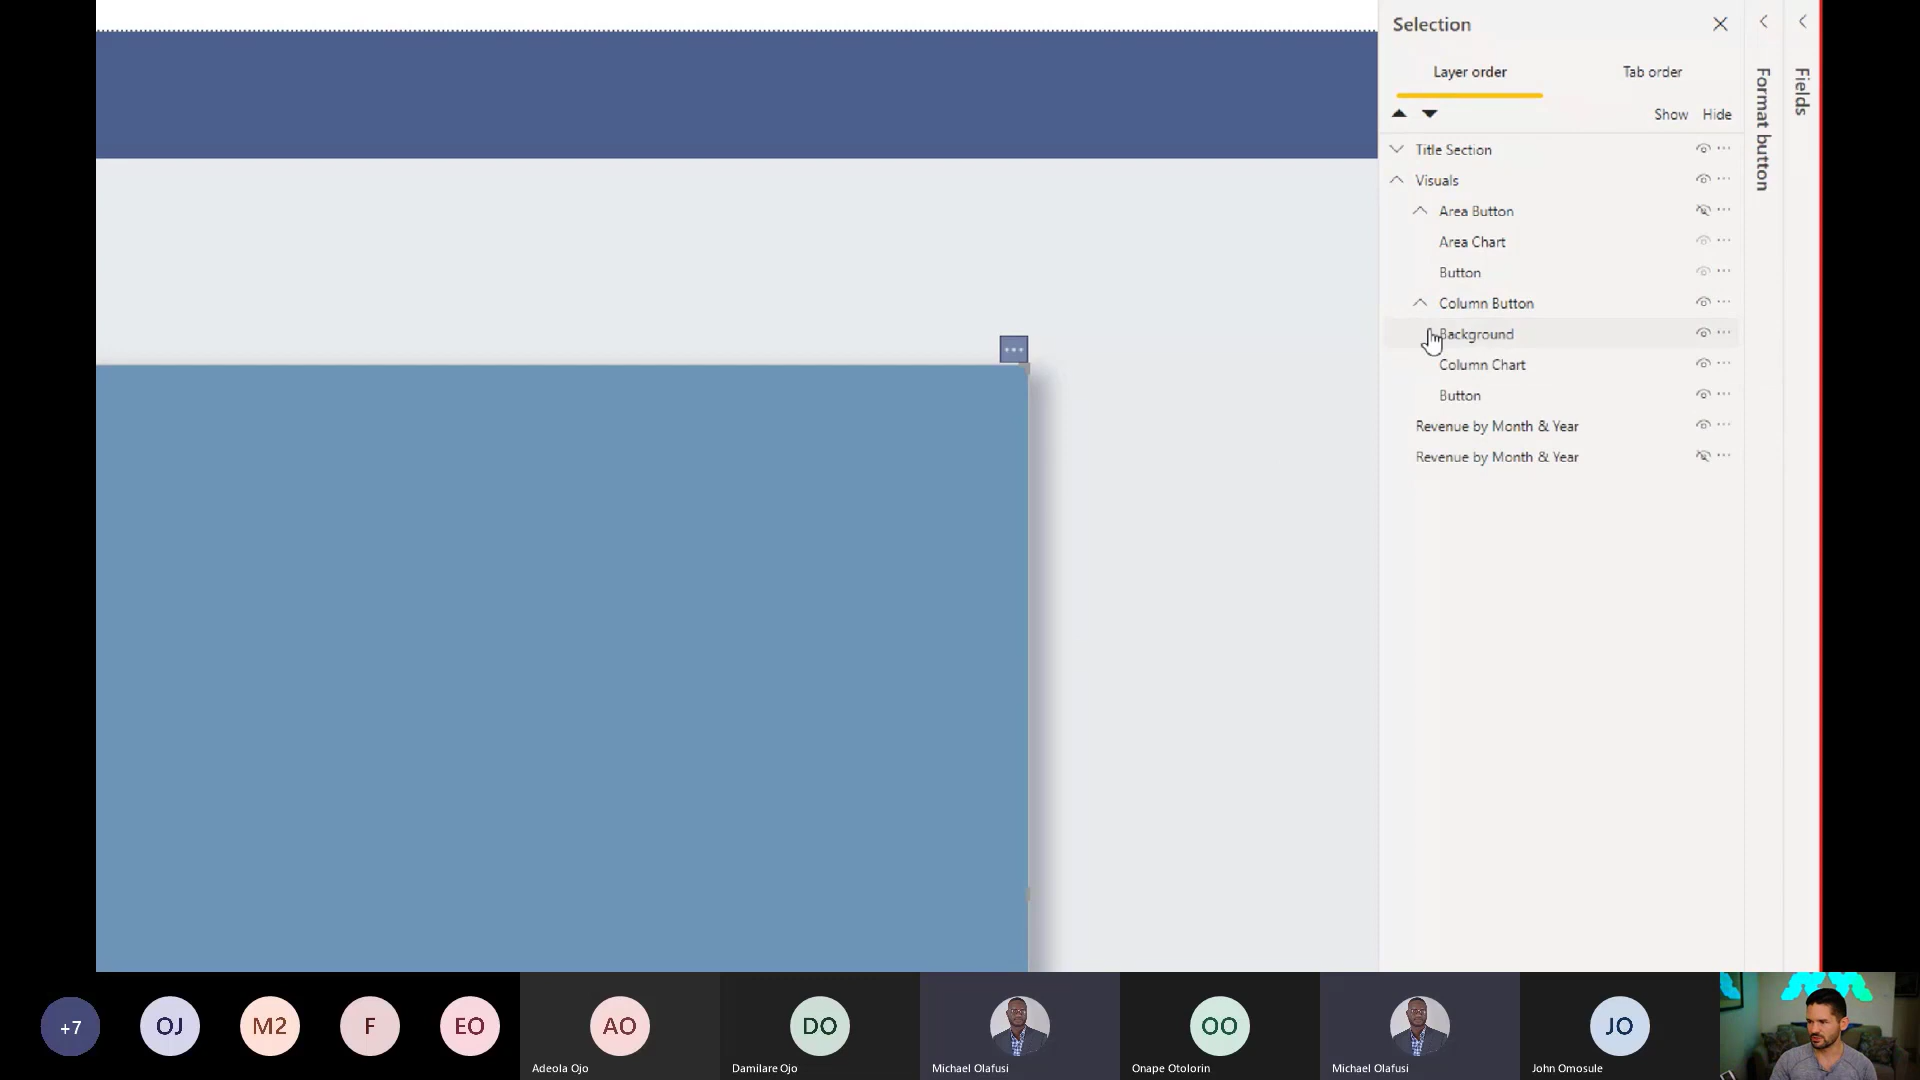 Selection
Layer order
Tab order
Show
Hide
Title Section
Visuals
Area Button
Area Chart
Button
Column Button
Background
Column Chart
Button
Revenue by Month & Year
Revenue by Month & Year
Format button
Fields
+7
OJ
M2
F
EO
AO
Adeola Ojo
DO
Damilare Ojo
Michael Olafusi
OO
Onape Otolorin
Michael Olafusi
JO
John Omosule